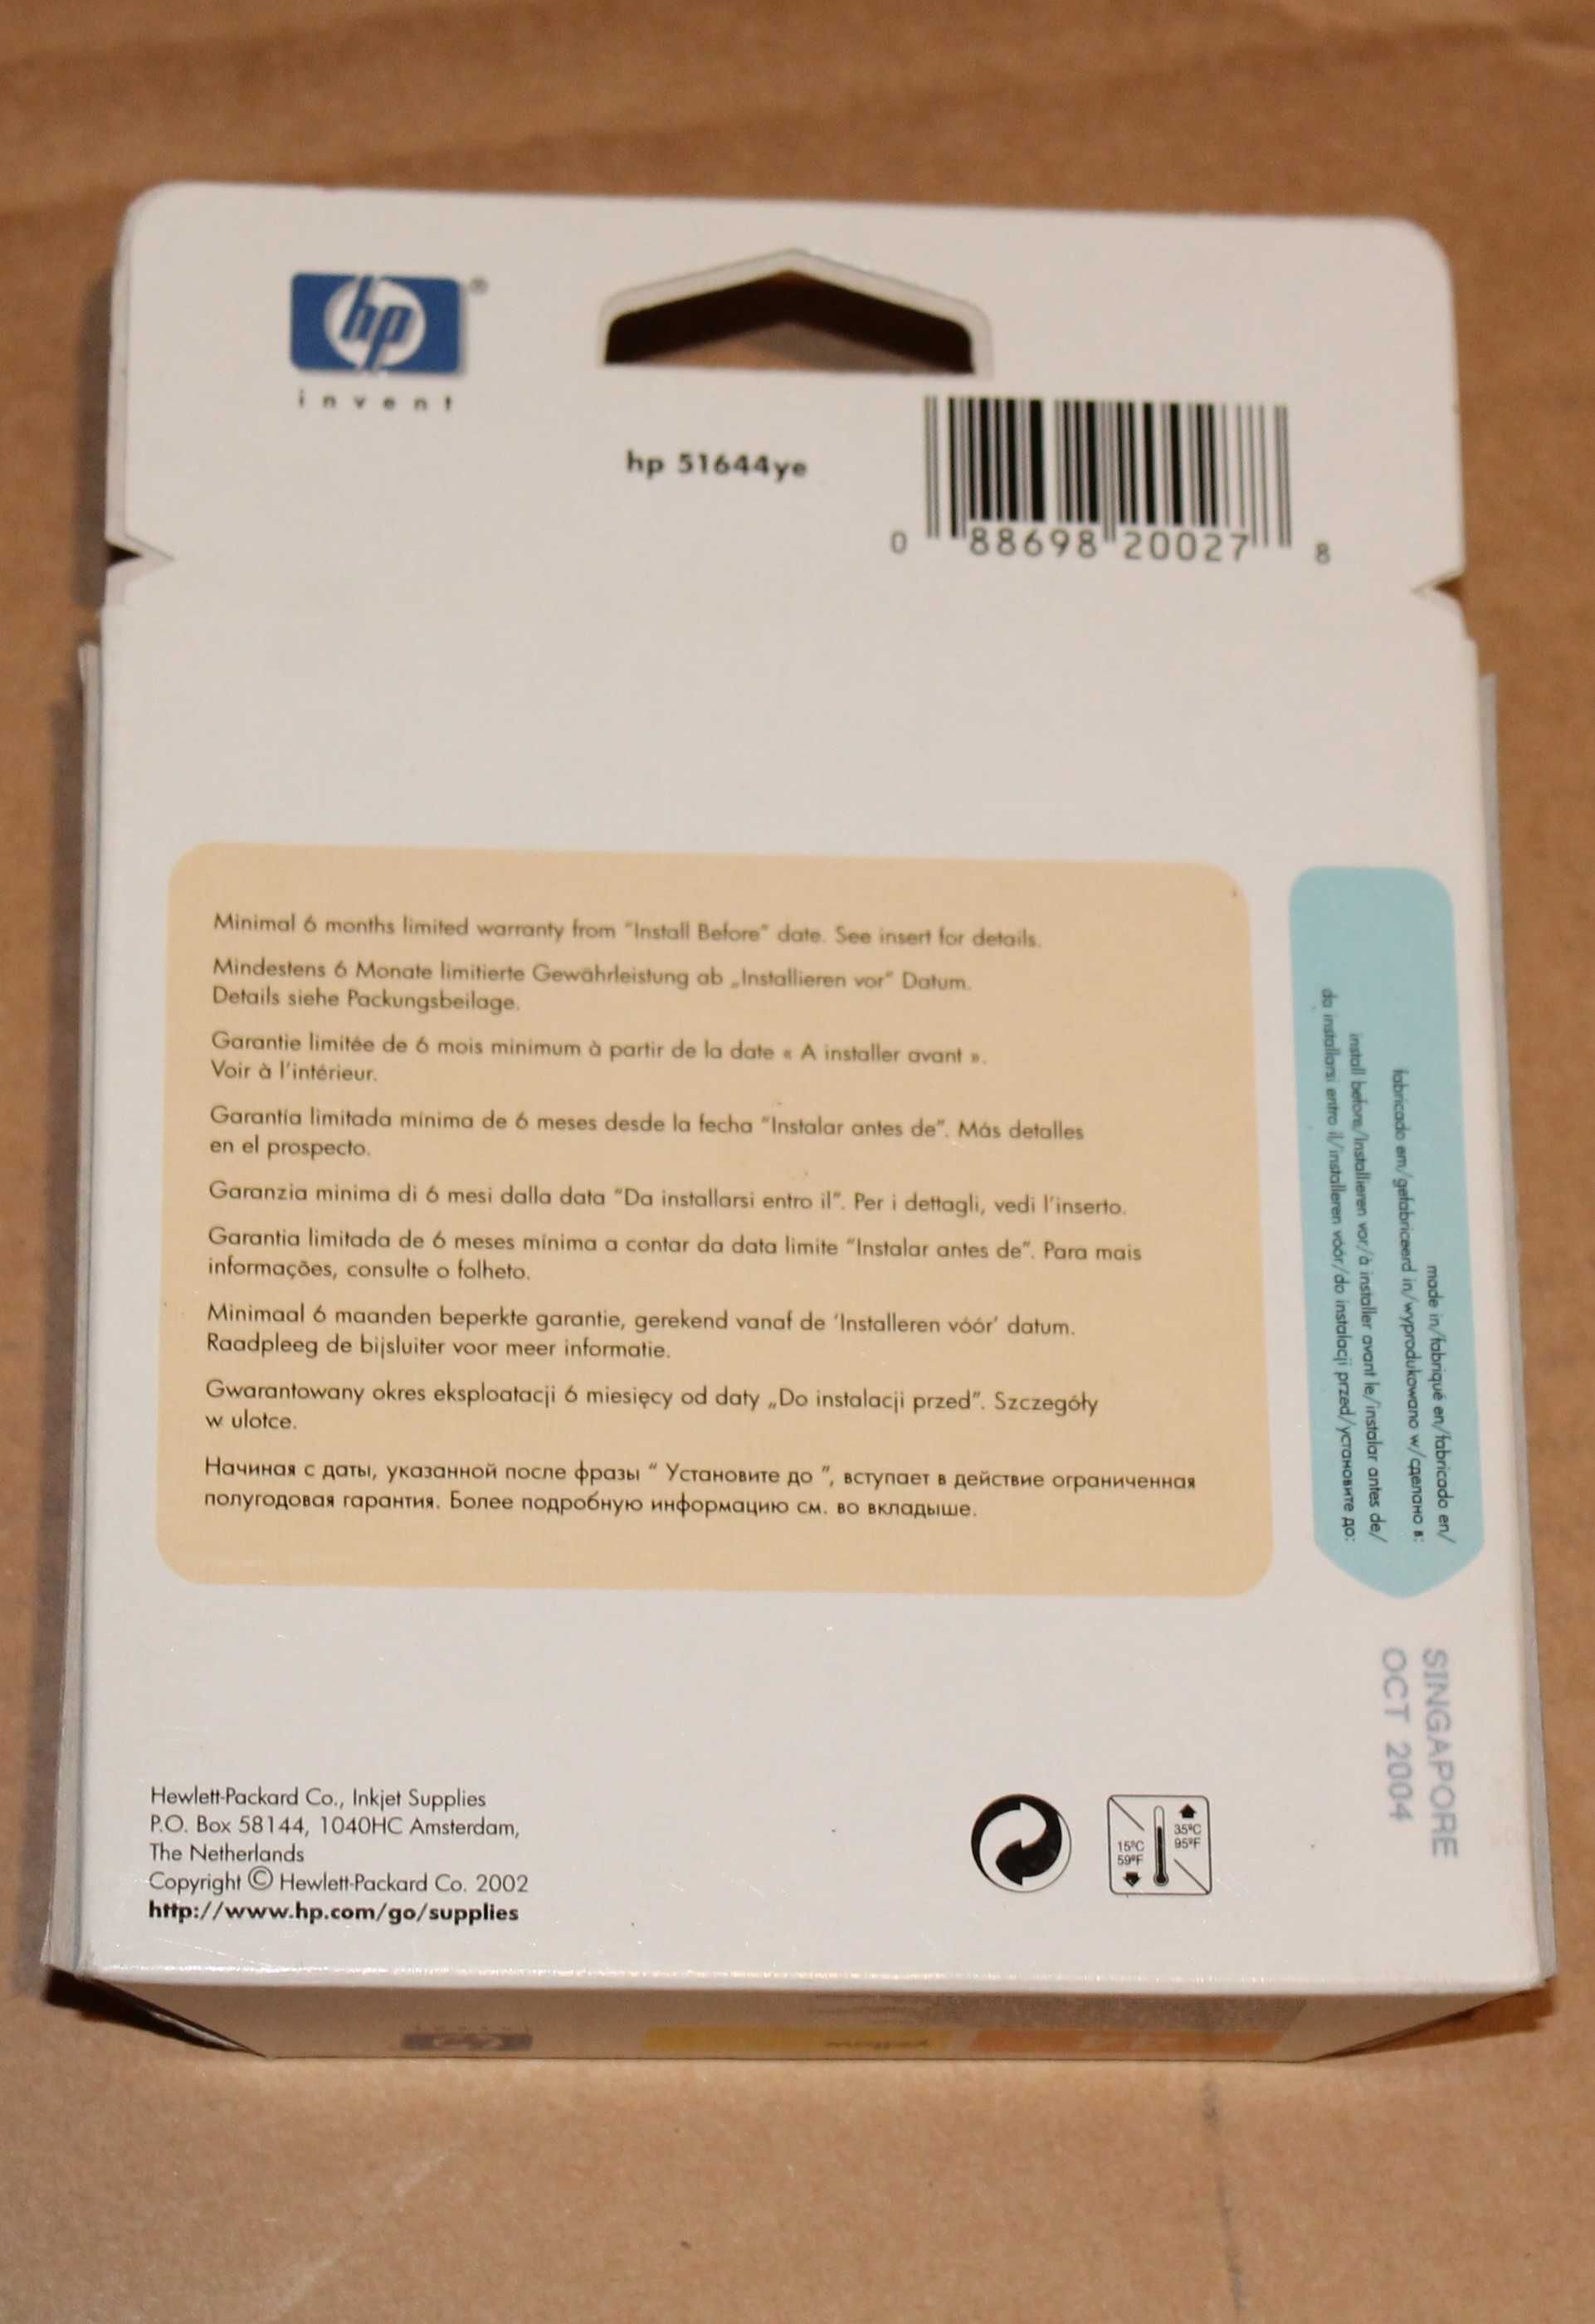 hp
invent
hp 51644ye
0 88698 20027 8
Minimal 6 months limited warranty from "Install Before" date. See insert for details.
Mindestens 6 Monate limitierte Gewährleistung ab „Installieren vor" Datum.
Details siehe Packungsbeilage.
Garantie limitée de 6 mois minimum à partir de la date « A installer avant ».
Voir à l'intérieur.
Garantía limitada mínima de 6 meses desde la fecha "Instalar antes de". Más detalles
en el prospecto.
Garanzia minima di 6 mesi dalla data "Da installarsi entro il". Per i dettagli, vedi l'inserto.
Garantia limitada de 6 meses mínima a contar da data limite "Instalar antes de". Para mais
informações, consulte o folheto.
Minimaal 6 maanden beperkte garantie, gerekend vanaf de 'Installeren vóór' datum.
Raadpleeg de bijsluiter voor meer informatie.
Gwarantowany okres eksploatacji 6 miesięcy od daty „Do instalacji przed". Szczegóły
w ulotce.
Начиная с даты, указанной после фразы " Установите до ", вступает в действие ограниченная
полугодовая гарантия. Более подробную информацию см. во вкладыше.
made in/fabriqué en/fabricado en/
fabricado em/gefabriceerd in/wyprodukowano w/сделано в:
install before/Installieren vor/à installer avant le/instalar antes de/
da installarsi entro il/installeren vóór/do instalacji przed/установите до:
SINGAPORE
OCT 2004
Hewlett-Packard Co., Inkjet Supplies
P.O. Box 58144, 1040HC Amsterdam,
The Netherlands
Copyright © Hewlett-Packard Co. 2002
http://www.hp.com/go/supplies
35ºC
95ºF
15ºC
59ºF
hp
yellow